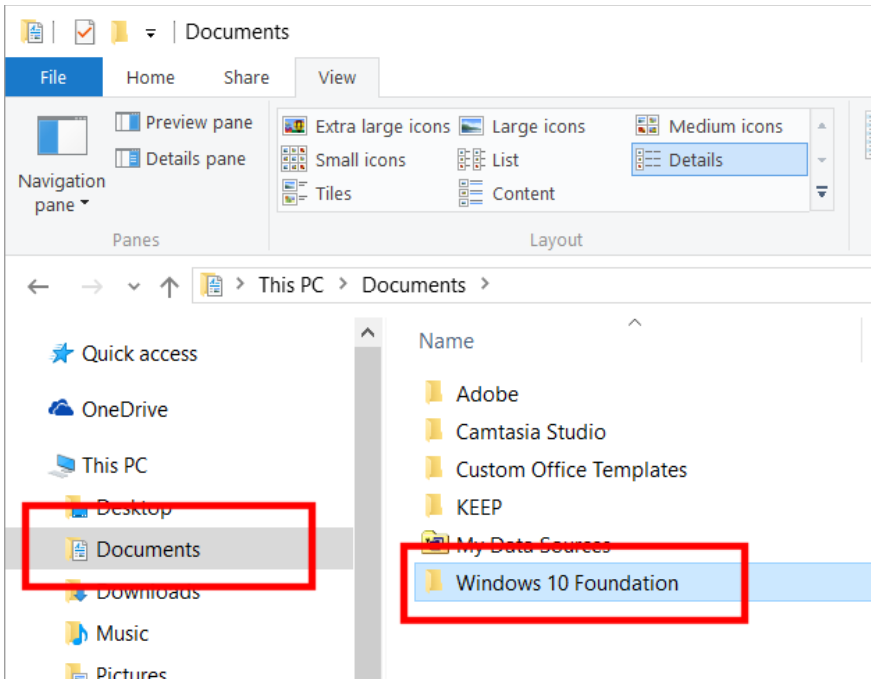 Documents
File Home Share View
Preview pane
Details pane
Navigation
pane
Panes
Extra large icons Large icons Medium icons
Small icons List Details
Tiles Content
Layout
This PC > Documents >
Quick access
OneDrive
This PC
Desktop
Documents
Downloads
Music
Pictures
Name
Adobe
Camtasia Studio
Custom Office Templates
KEEP
My Data Sources
Windows 10 Foundation